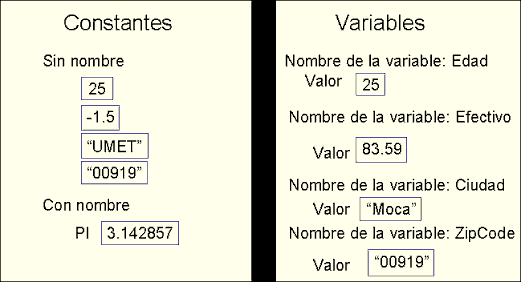 Constantes
Sin nombre
25
-1.5
“UMET”
“00919”
Con nombre
PI 3.142857
Variables
Nombre de la variable: Edad
Valor 25
Nombre de la variable: Efectivo
Valor 83.59
Nombre de la variable: Ciudad
Valor “Moca”
Nombre de la variable: ZipCode
Valor “00919”